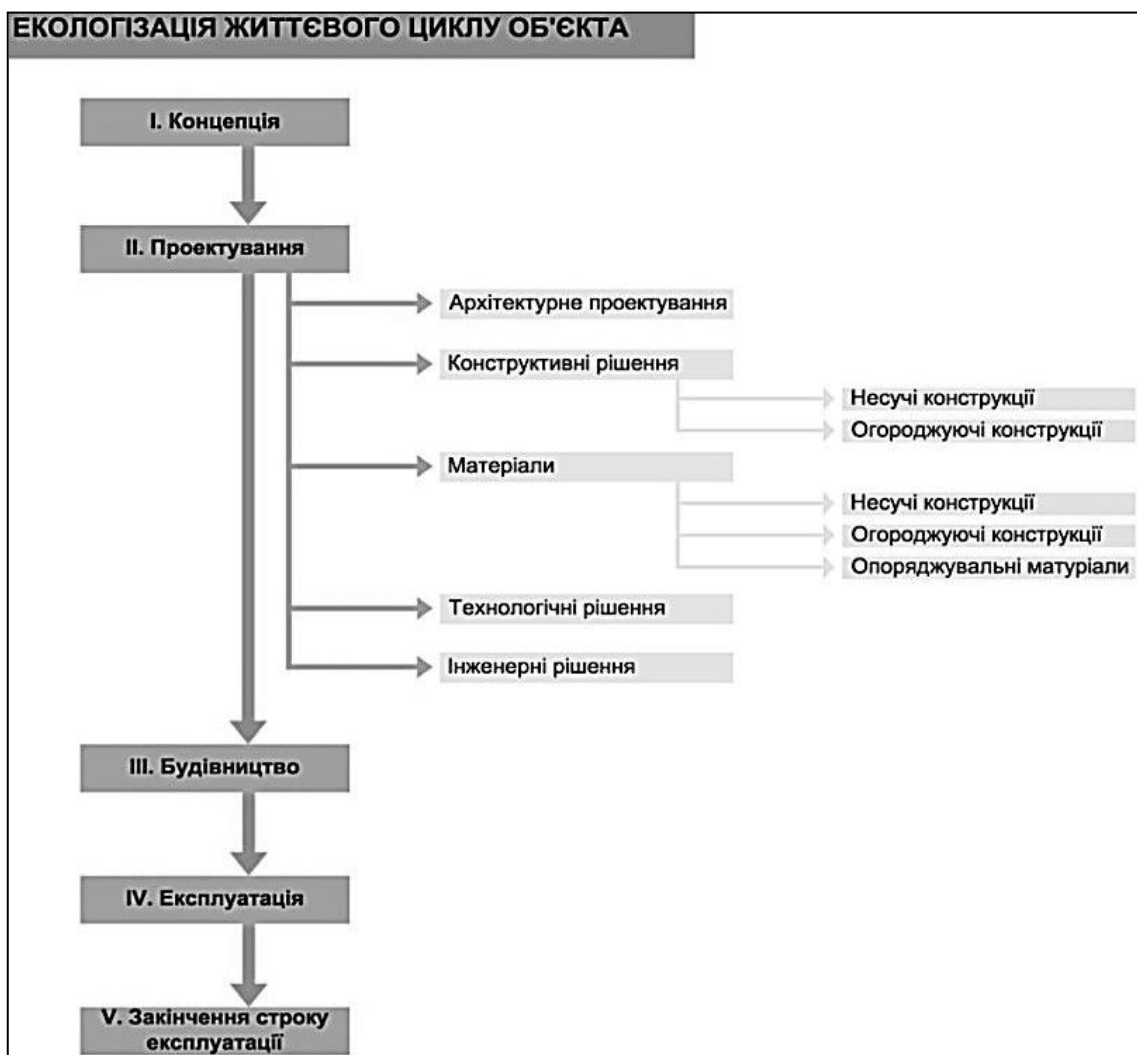 ЕКОЛОГІЗАЦІЯ ЖИТТЄВОГО ЦИКЛУ ОБ'ЄКТА
I. Концепція
II. Проектування
Архітектурне проектування
Конструктивні рішення
Несучі конструкції
Огороджуючі конструкції
Матеріали
Несучі конструкції
Огороджуючі конструкції
Опоряджувальні матуріали
Технологічні рішення
Інженерні рішення
III. Будівництво
IV. Експлуатація
V. Закінчення строку
експлуатації